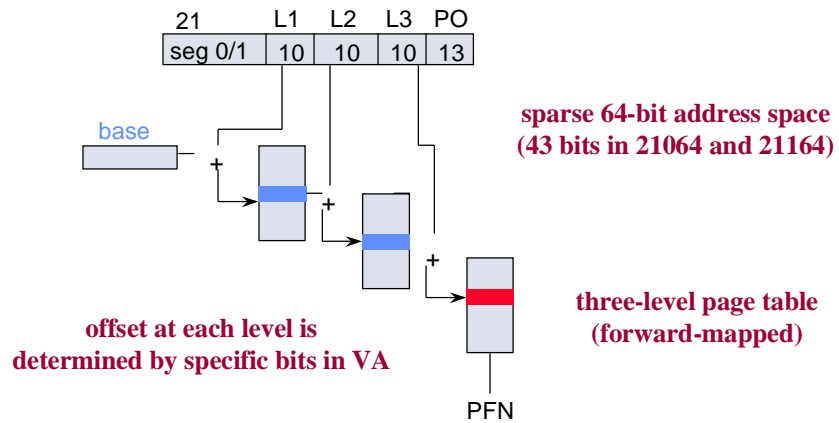 21 L1 L2 L3 PO
seg 0/1 10 10 10 13
sparse 64-bit address space
(43 bits in 21064 and 21164)
base
+
+
+
three-level page table
(forward-mapped)
offset at each level is
determined by specific bits in VA
PFN